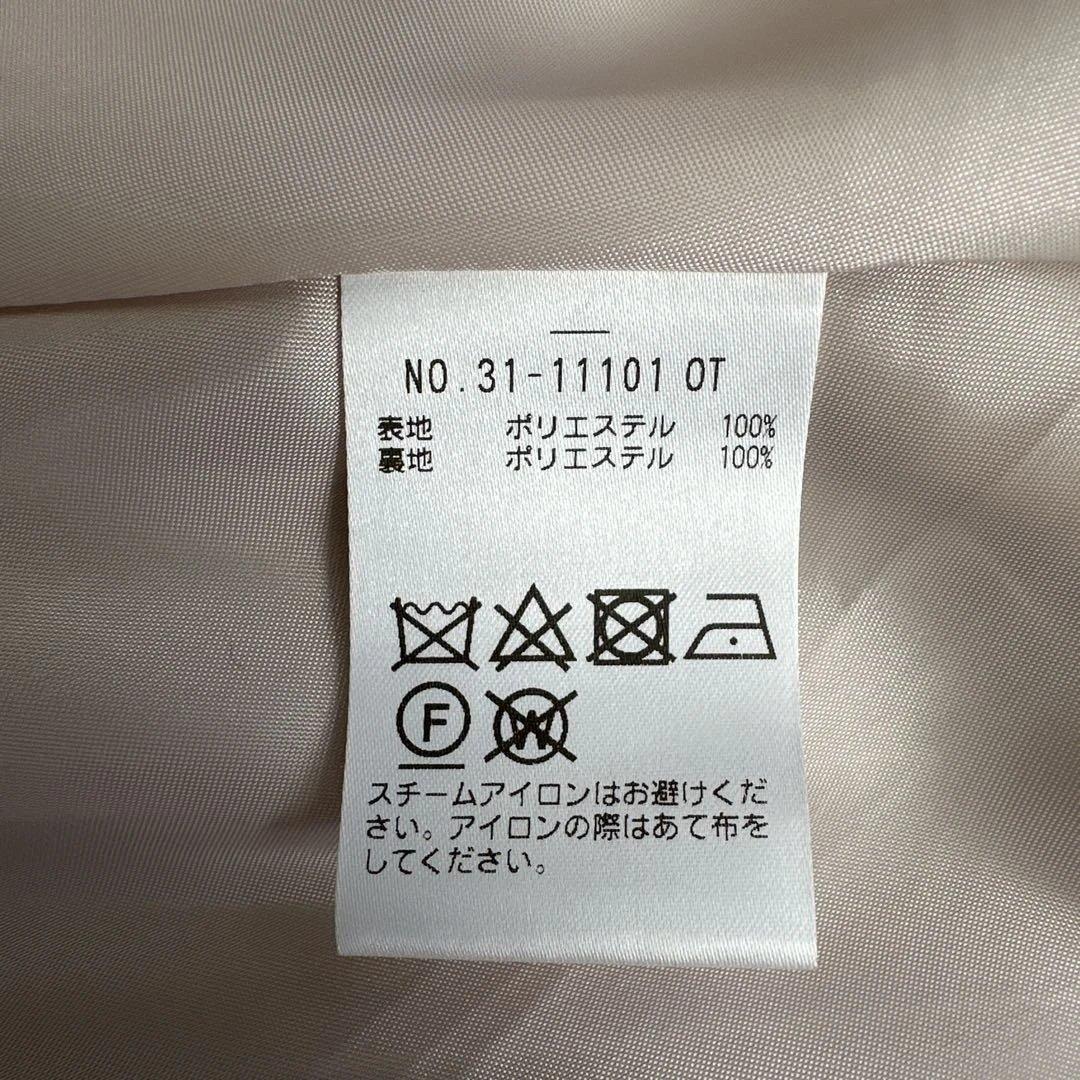 NO.31-11101 OT
表地 ポリエステル 100%
裏地 ポリエステル 100%
F
W
スチームアイロンはお避けくだ
さい。アイロンの際はあて布を
してください。